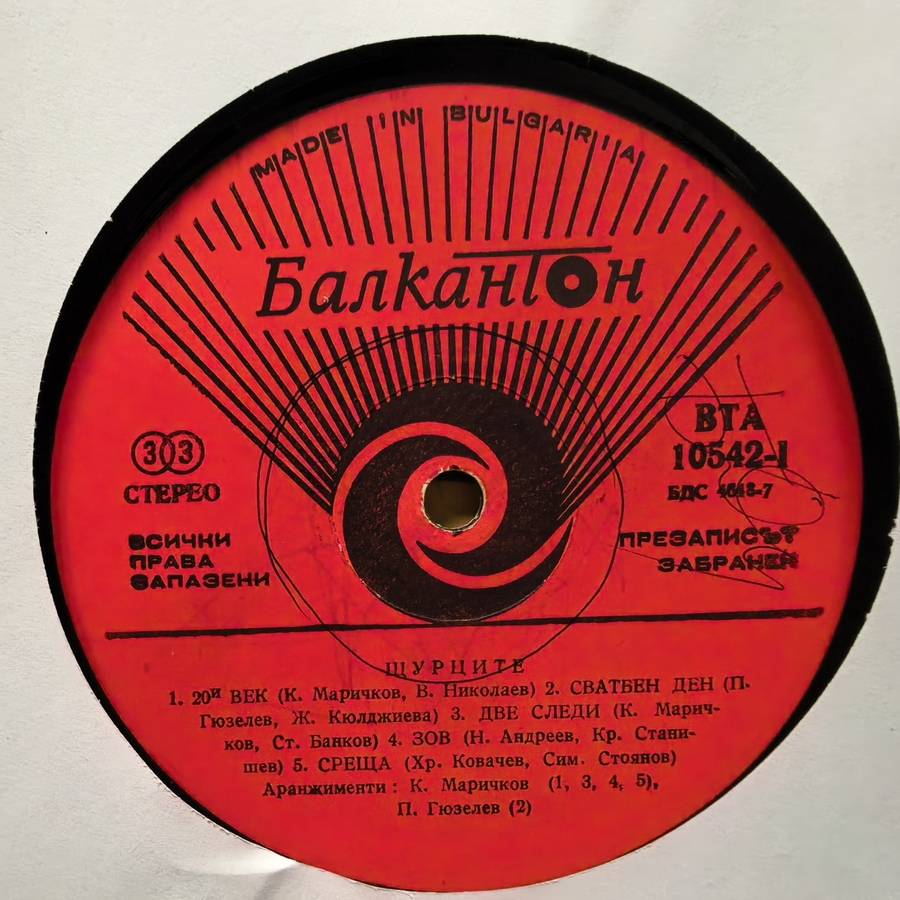 MADE IN BULGARIA
Балкантон
33
СТЕРЕО
ВСИЧКИ
ПРАВА
ЗАПАЗЕНИ
ВТА
10542-I
БДС
ПРЕЗАПИСЪТ
ЗАБРАНЕН
ЩУРЦИТЕ
1. 20И ВЕК (К. Маричков, В. Николаев) 2. СВАТБЕН ДЕН (П.
Гюзелев, Ж. Кюлджиева) 3. ДВЕ СЛЕДИ (К. Марич-
ков, Ст. Банков) 4. ЗОВ (Н. Андреев, Кр. Стани-
шев) 5. СРЕЩА (Хр. Ковачев, Сим. Стоянов)
Аранжименти : К. Маричков (1, 3, 4, 5),
П. Гюзелев (2)